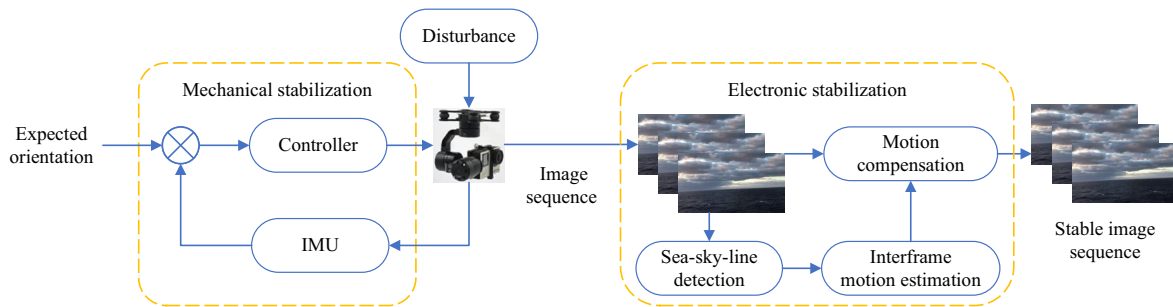 Disturbance
Mechanical stabilization
Electronic stabilization
Expected
orientation
Controller
Motion
compensation
Image
sequence
IMU
Sea-sky-line
detection
Interframe
motion estimation
Stable image
sequence